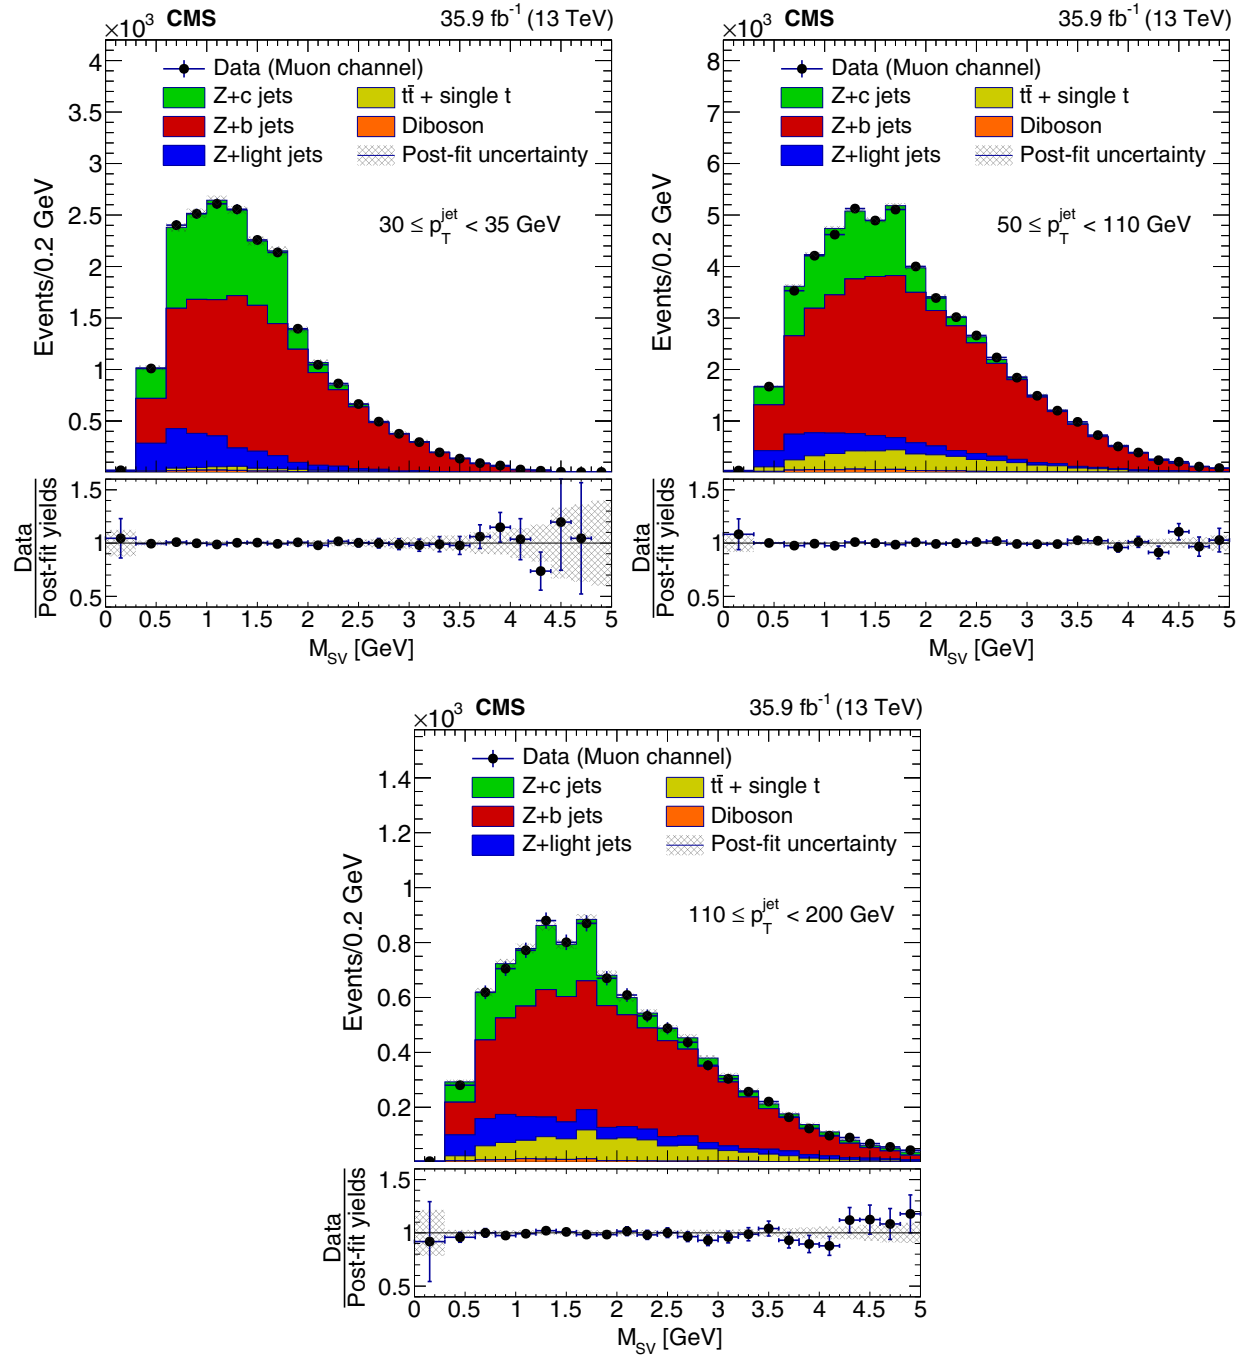 ×10³ CMS 35.9 fb⁻¹ (13 TeV)
Data (Muon channel)
Z+c jets tt̄ + single t
Z+b jets Diboson
Z+light jets Post-fit uncertainty
30 ≤ p_T^jet < 35 GeV
Events/0.2 GeV
4
3.5
3
2.5
2
1.5
1
0.5
Data
Post-fit yields
1.5
1
0.5
0 0.5 1 1.5 2 2.5 3 3.5 4 4.5 5
M_SV [GeV]
×10³ CMS 35.9 fb⁻¹ (13 TeV)
Data (Muon channel)
Z+c jets tt̄ + single t
Z+b jets Diboson
Z+light jets Post-fit uncertainty
50 ≤ p_T^jet < 110 GeV
Events/0.2 GeV
8
7
6
5
4
3
2
1
Data
Post-fit yields
1.5
1
0.5
0 0.5 1 1.5 2 2.5 3 3.5 4 4.5 5
M_SV [GeV]
×10³ CMS 35.9 fb⁻¹ (13 TeV)
Data (Muon channel)
Z+c jets tt̄ + single t
Z+b jets Diboson
Z+light jets Post-fit uncertainty
110 ≤ p_T^jet < 200 GeV
Events/0.2 GeV
1.4
1.2
1
0.8
0.6
0.4
0.2
Data
Post-fit yields
1.5
1
0.5
0 0.5 1 1.5 2 2.5 3 3.5 4 4.5 5
M_SV [GeV]